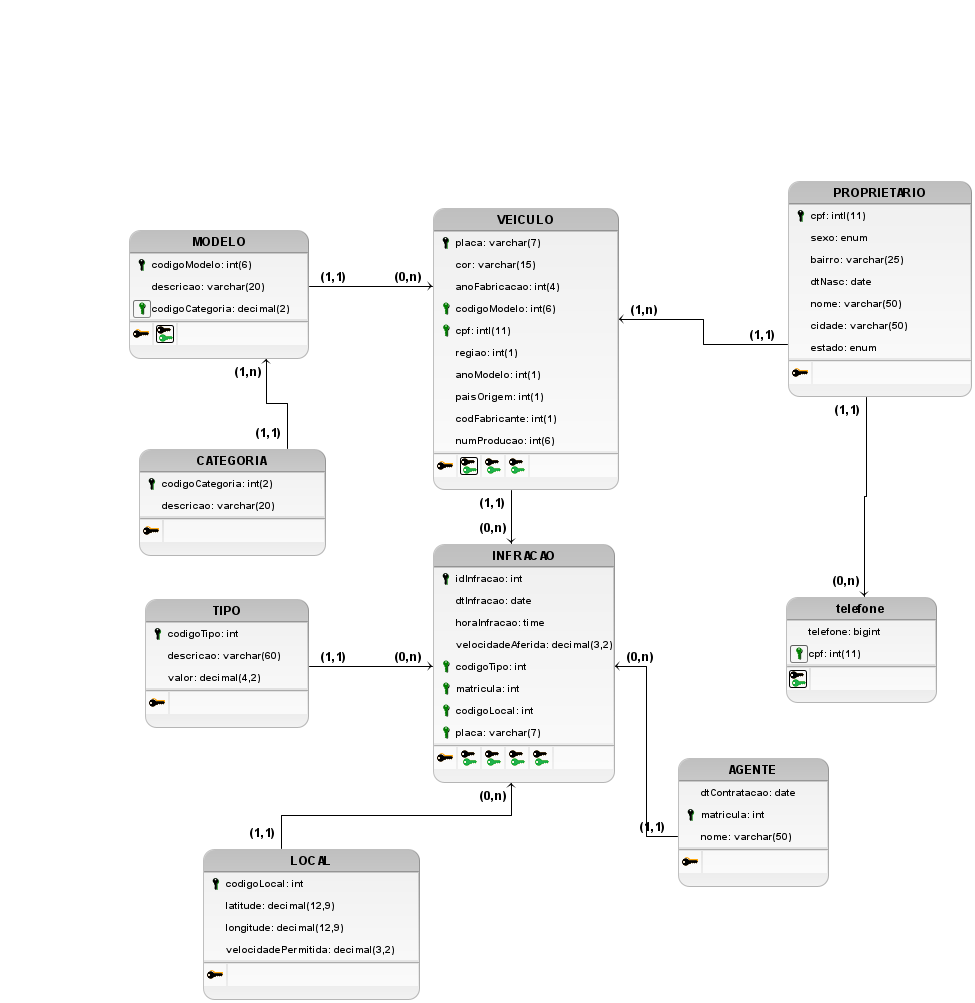 PROPRIETARIO
cpf: intl(11)
sexo: enum
bairro: varchar(25)
dtNasc: date
nome: varchar(50)
cidade: varchar(50)
estado: enum
VEICULO
placa: varchar(7)
cor: varchar(15)
anoFabricacao: int(4)
codigoModelo: int(6)
cpf: intl(11)
regiao: int(1)
anoModelo: int(1)
paisOrigem: int(1)
codFabricante: int(1)
numProducao: int(6)
MODELO
codigoModelo: int(6)
descricao: varchar(20)
codigoCategoria: decimal(2)
(1,1)
(0,n)
(1,n)
(1,1)
(1,n)
(1,1)
CATEGORIA
codigoCategoria: int(2)
descricao: varchar(20)
(1,1)
(0,n)
(1,1)
(0,n)
INFRACAO
idInfracao: int
dtInfracao: date
horaInfracao: time
velocidadeAferida: decimal(3,2)
codigoTipo: int
matricula: int
codigoLocal: int
placa: varchar(7)
TIPO
codigoTipo: int
descricao: varchar(60)
valor: decimal(4,2)
(1,1)
(0,n)
(0,n)
telefone
telefone: bigint
cpf: int(11)
AGENTE
dtContratacao: date
matricula: int
nome: varchar(50)
(1,1)
(0,n)
(1,1)
LOCAL
codigoLocal: int
latitude: decimal(12,9)
longitude: decimal(12,9)
velocidadePermitida: decimal(3,2)